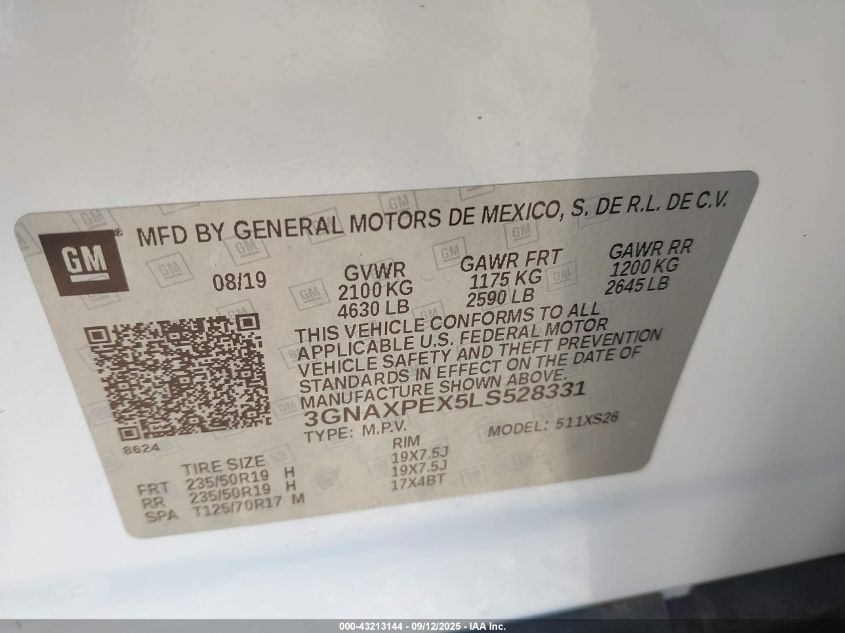 GM ® MFD BY GENERAL MOTORS DE MEXICO, S. DE R.L. DE C.V.
08/19 GVWR GAWR FRT GAWR RR
2100 KG 1175 KG 1200 KG
4630 LB 2590 LB 2645 LB
THIS VEHICLE CONFORMS TO ALL
APPLICABLE U.S. FEDERAL MOTOR
VEHICLE SAFETY AND THEFT PREVENTION
STANDARDS IN EFFECT ON THE DATE OF
MANUFACTURE SHOWN ABOVE.
3GNAXPEX5LS528331
8624 TYPE: M.P.V. MODEL: 511XS26
TIRE SIZE RIM
FRT 235/50R19 H 19X7.5J
RR 235/50R19 H 19X7.5J
SPA T125/70R17 M 17X4BT
000-43213144 - 09/12/2025 - IAA Inc.